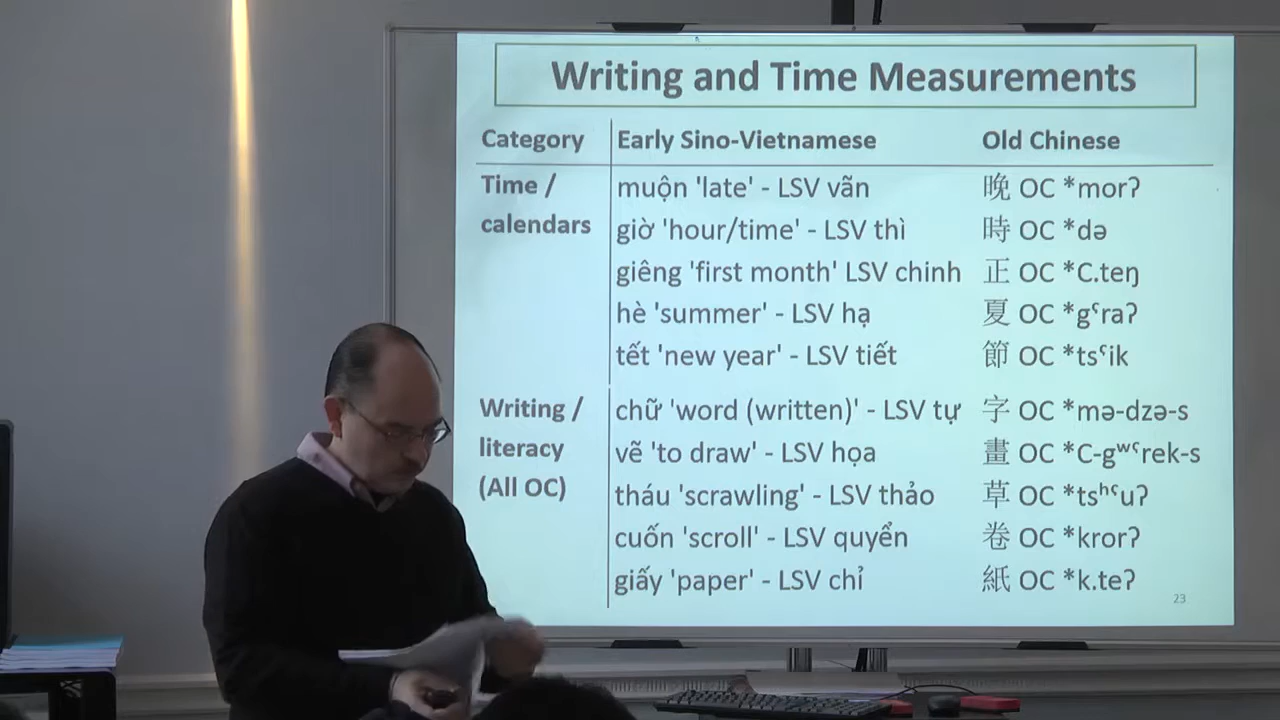 Writing and Time Measurements
Category Early Sino-Vietnamese Old Chinese
Time / muộn 'late' - LSV vãn 晚 OC *morʔ
calendars giờ 'hour/time' - LSV thì 時 OC *də
giêng 'first month' LSV chinh 正 OC *C.teŋ
hè 'summer' - LSV hạ 夏 OC *gˤraʔ
tết 'new year' - LSV tiết 節 OC *tsˤik
Writing / chữ 'word (written)' - LSV tự 字 OC *mə-dzə-s
literacy vẽ 'to draw' - LSV họa 畫 OC *C-gʷˤrek-s
(All OC) tháu 'scrawling' - LSV thảo 草 OC *tsʰˤuʔ
cuốn 'scroll' - LSV quyển 卷 OC *krorʔ
giấy 'paper' - LSV chỉ 紙 OC *k.teʔ
23